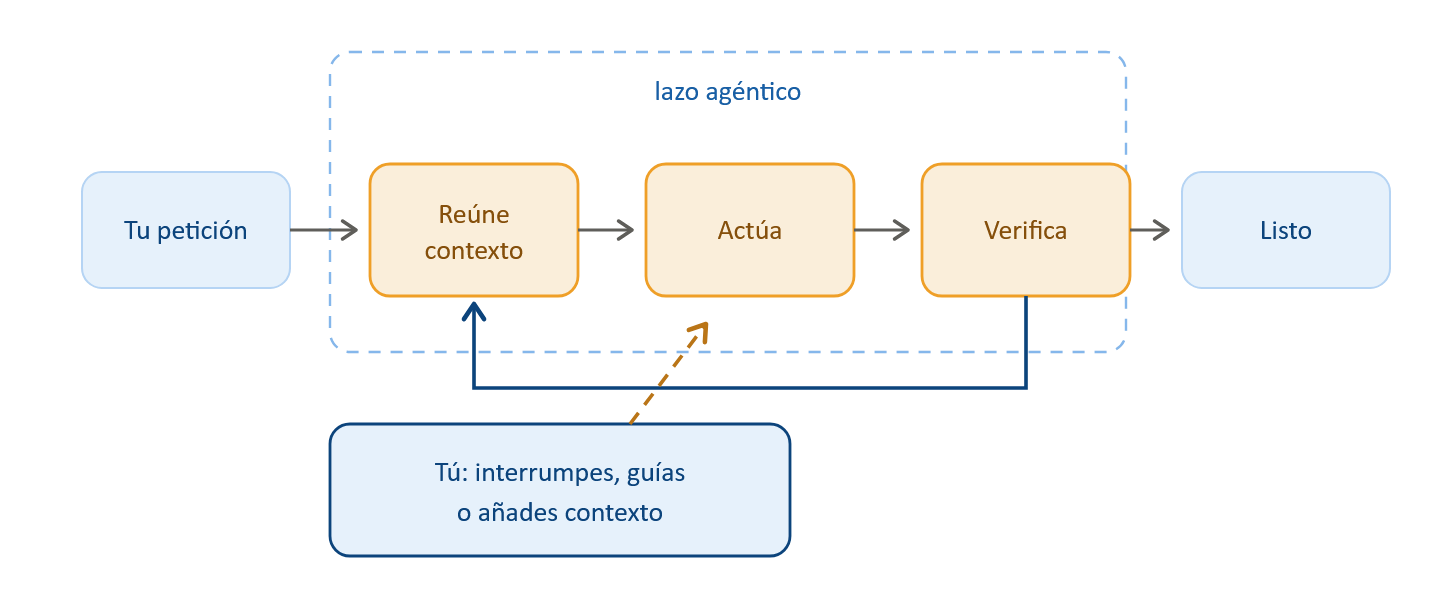 lazo agéntico
Tu petición
Reúne
contexto
Actúa
Verifica
Listo
Tú: interrumpes, guías
o añades contexto